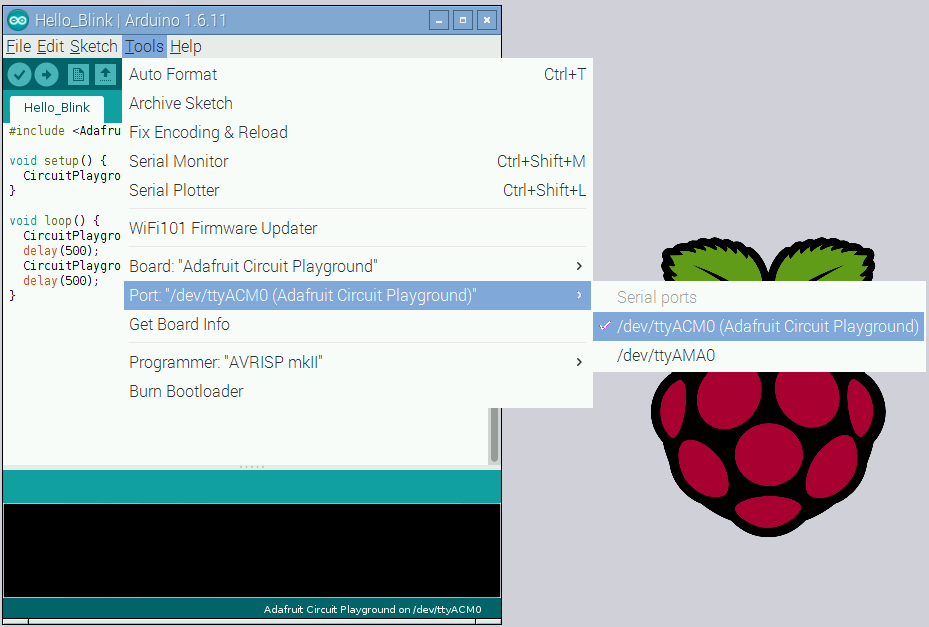 Hello_Blink | Arduino 1.6.11
File Edit Sketch Tools Help
Auto Format Ctrl+T
Archive Sketch
Fix Encoding & Reload
Serial Monitor Ctrl+Shift+M
Serial Plotter Ctrl+Shift+L
WiFi101 Firmware Updater
Board: "Adafruit Circuit Playground"
Port: "/dev/ttyACM0 (Adafruit Circuit Playground)"
Get Board Info
Programmer: "AVRISP mkII"
Burn Bootloader
Serial ports
/dev/ttyACM0 (Adafruit Circuit Playground)
/dev/ttyAMA0
Hello_Blink
#include <Adafru
void setup() {
CircuitPlaygro
}
void loop() {
CircuitPlaygro
delay(500);
CircuitPlaygro
delay(500);
}
Adafruit Circuit Playground on /dev/ttyACM0